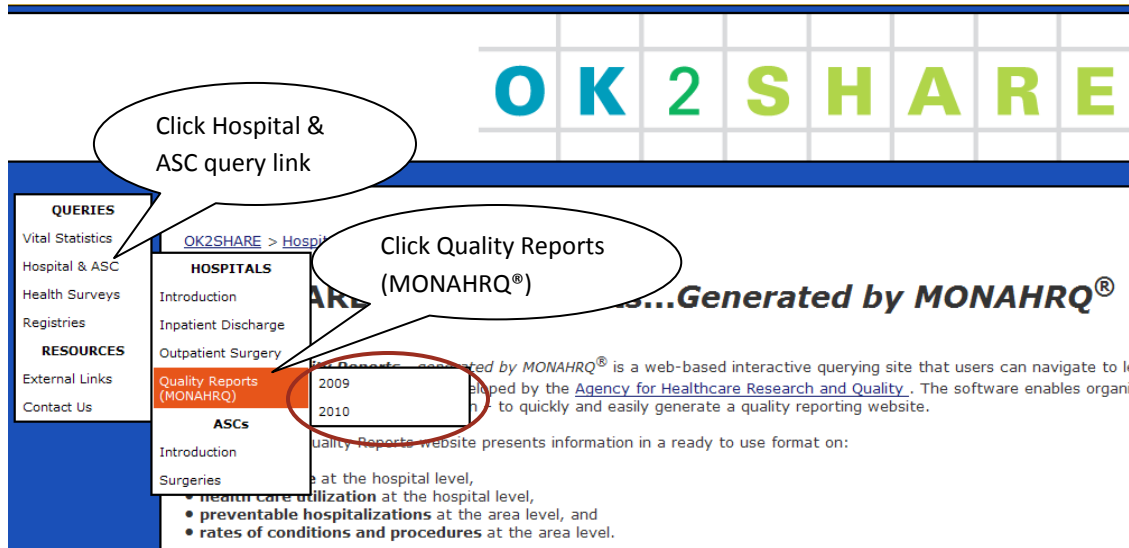 OK2SHARE
Click Hospital &
ASC query link
QUERIES
Vital Statistics
Hospital & ASC
Health Surveys
Registries
RESOURCES
External Links
Contact Us
OK2SHARE > Hospit
Click Quality Reports
(MONAHRQ®)
HOSPITALS
Introduction
Inpatient Discharge
Outpatient Surgery
Quality Reports
(MONAHRQ)
ASCs
Introduction
Surgeries
2009
2010
...Generated by MONAHRQ®
ity Reports generated by MONAHRQ® is a web-based interactive querying site that users can navigate to le
eloped by the Agency for Healthcare Research and Quality . The software enables organi
– to quickly and easily generate a quality reporting website.
uality Reports website presents information in a ready to use format on:
at the hospital level,
• health care utilization at the hospital level,
• preventable hospitalizations at the area level, and
• rates of conditions and procedures at the area level.